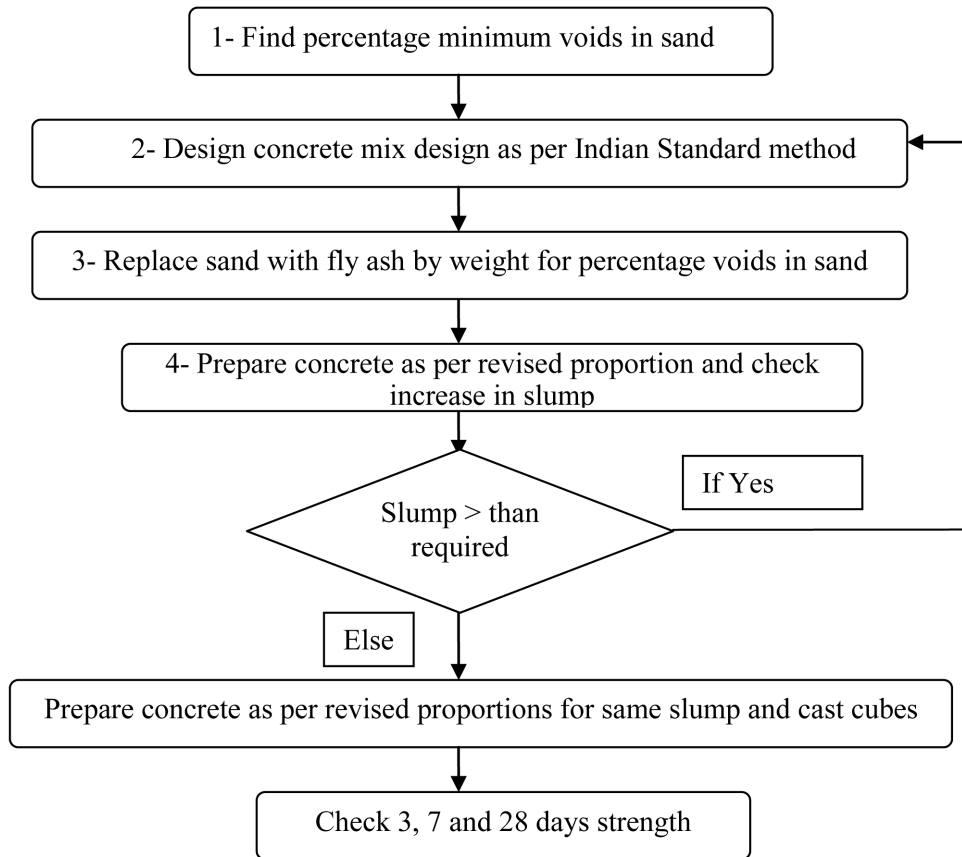 1- Find percentage minimum voids in sand
2- Design concrete mix design as per Indian Standard method
3- Replace sand with fly ash by weight for percentage voids in sand
4- Prepare concrete as per revised proportion and check
increase in slump
If Yes
Slump > than
required
Else
Prepare concrete as per revised proportions for same slump and cast cubes
Check 3, 7 and 28 days strength